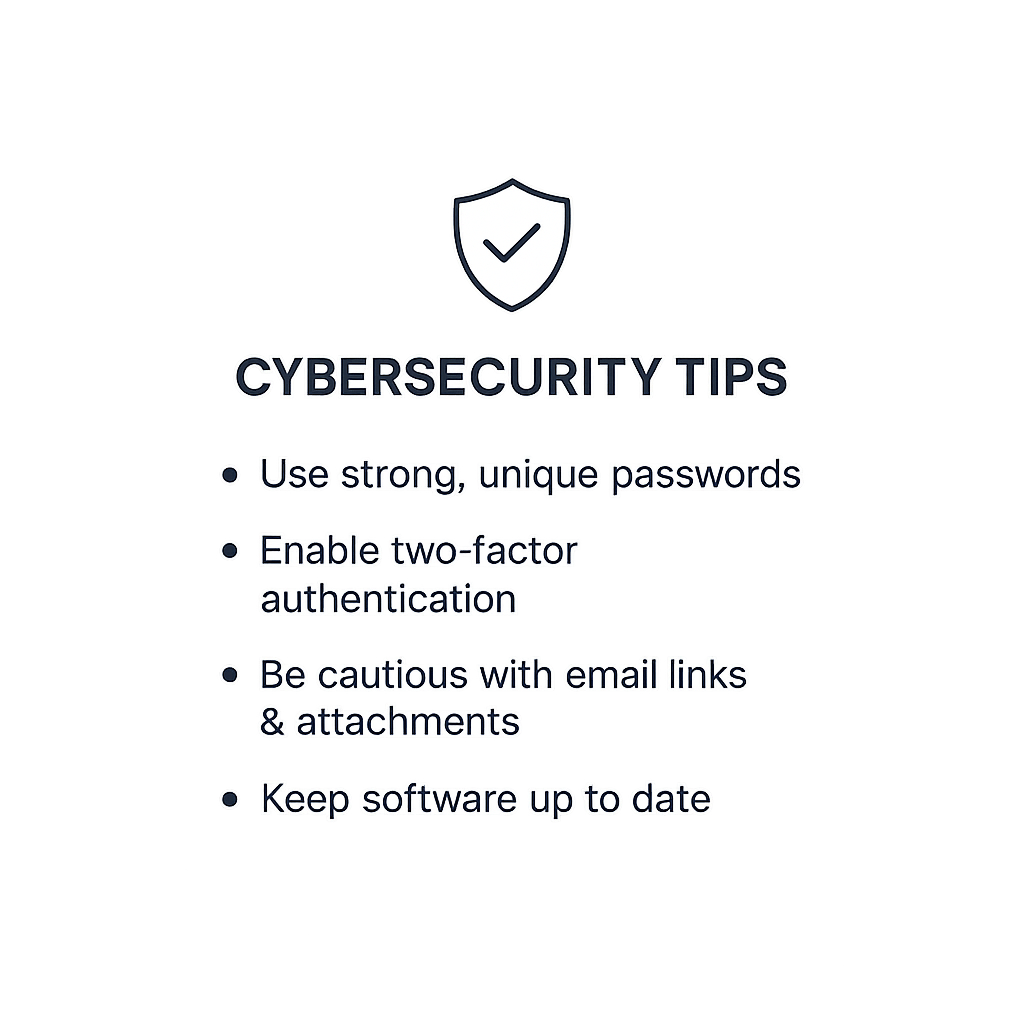 CYBERSECURITY TIPS
• Use strong, unique passwords
• Enable two-factor
authentication
• Be cautious with email links
& attachments
• Keep software up to date